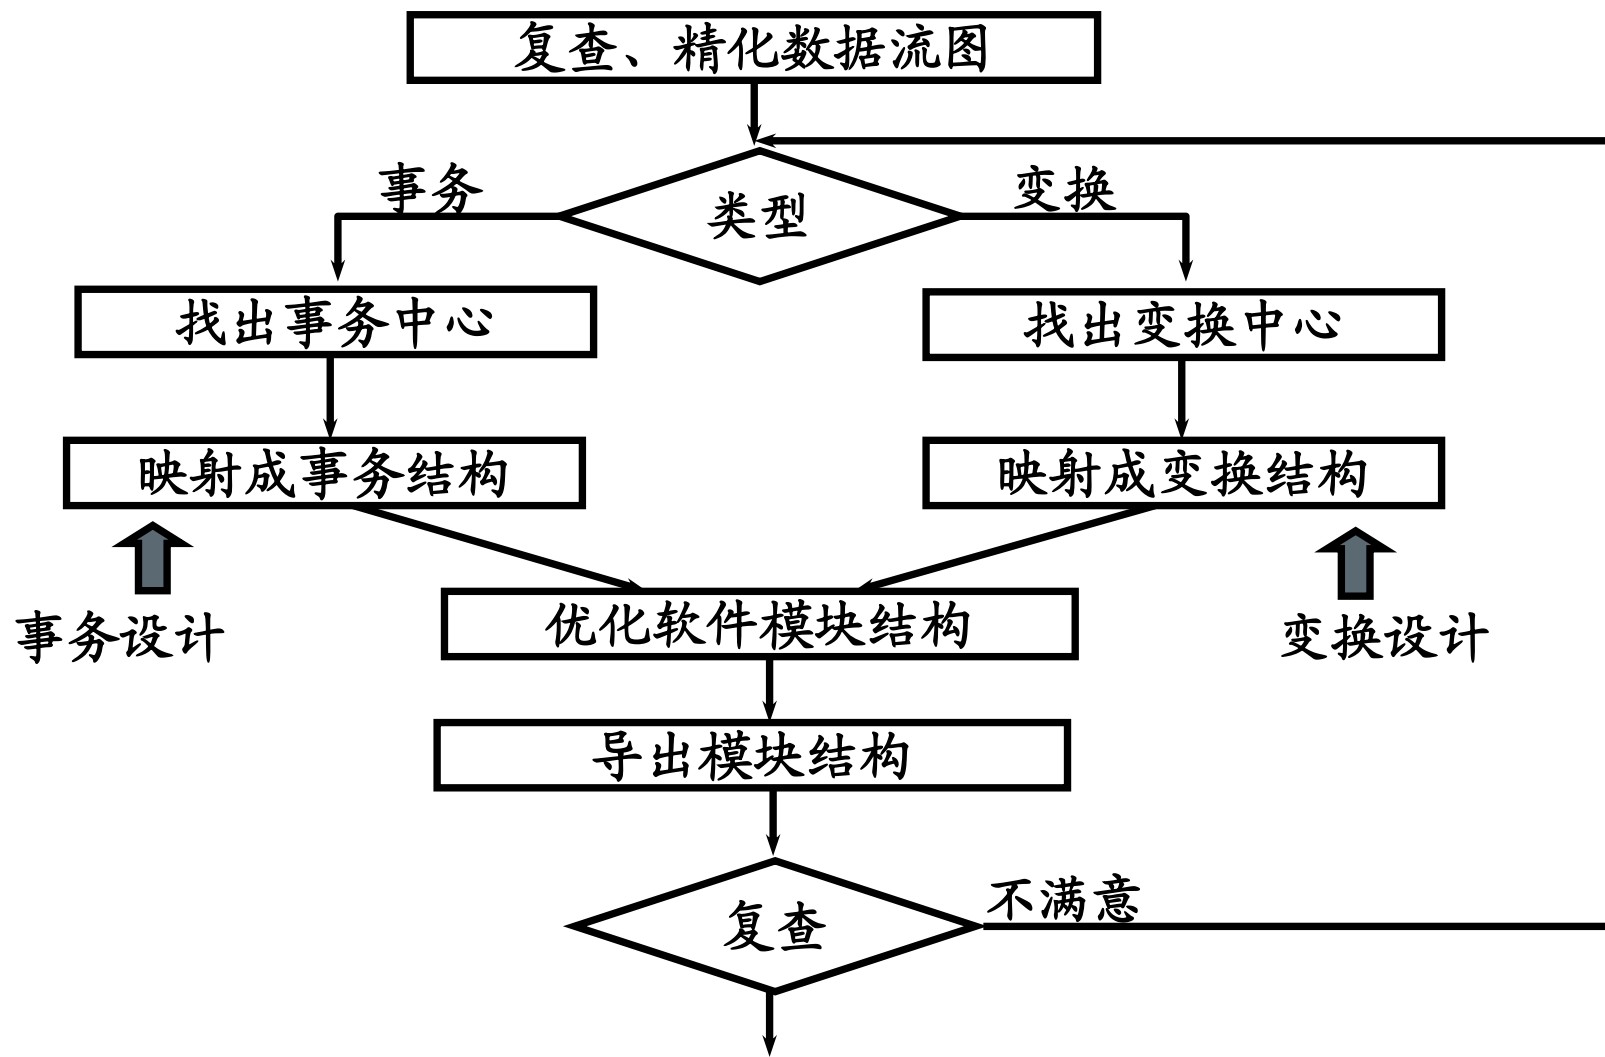 复查、精化数据流图
事务
变换
类型
找出事务中心
找出变换中心
映射成事务结构
映射成变换结构
事务设计
优化软件模块结构
变换设计
导出模块结构
不满意
复查